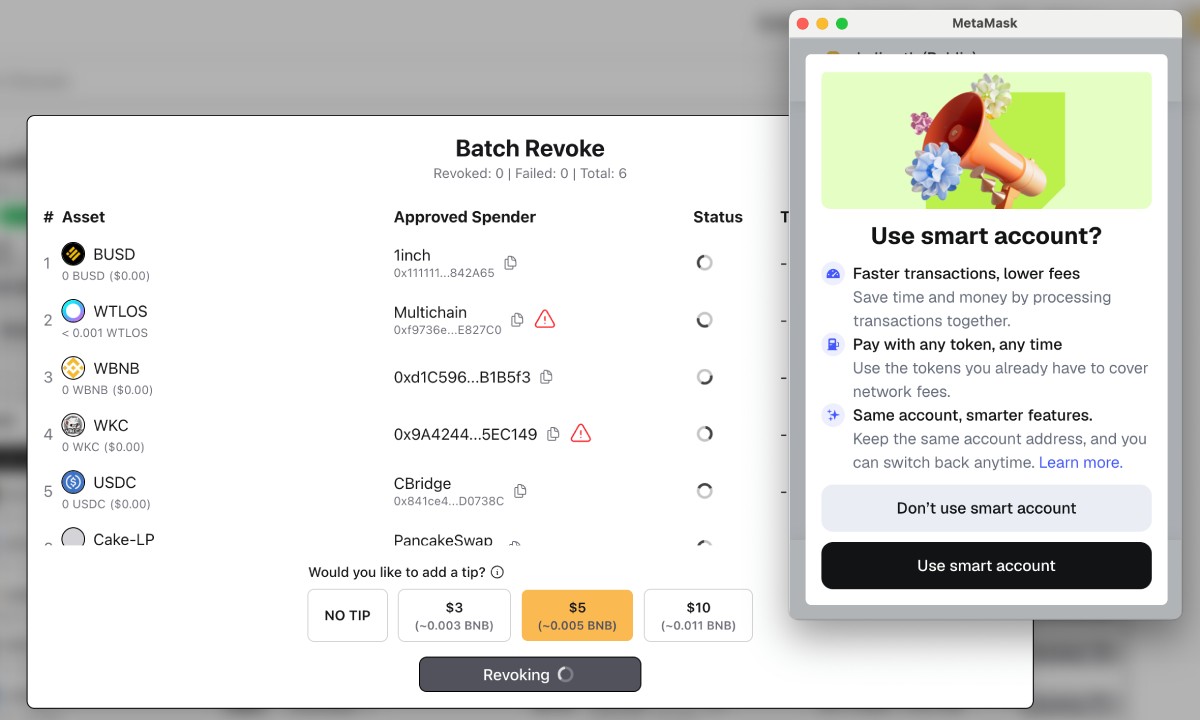 Batch Revoke
Revoked: 0 | Failed: 0 | Total: 6
# Asset Approved Spender Status
1 BUSD 1inch
0 BUSD ($0.00) 0x111111...842A65 -
2 WTLOS Multichain
< 0.001 WTLOS 0xf9736e...E827C0 -
3 WBNB 0xd1C596...B1B5f3 -
0 WBNB ($0.00)
4 WKC 0x9A4244...5EC149 -
0 WKC ($0.00)
5 USDC CBridge
0 USDC ($0.00) 0x841ce4...D0738C -
Cake-LP PancakeSwap
Would you like to add a tip?
NO TIP
$3
(~0.003 BNB)
$5
(~0.005 BNB)
$10
(~0.011 BNB)
Revoking
MetaMask
Use smart account?
Faster transactions, lower fees
Save time and money by processing
transactions together.
Pay with any token, any time
Use the tokens you already have to cover
network fees.
Same account, smarter features.
Keep the same account address, and you
can switch back anytime. Learn more.
Don’t use smart account
Use smart account